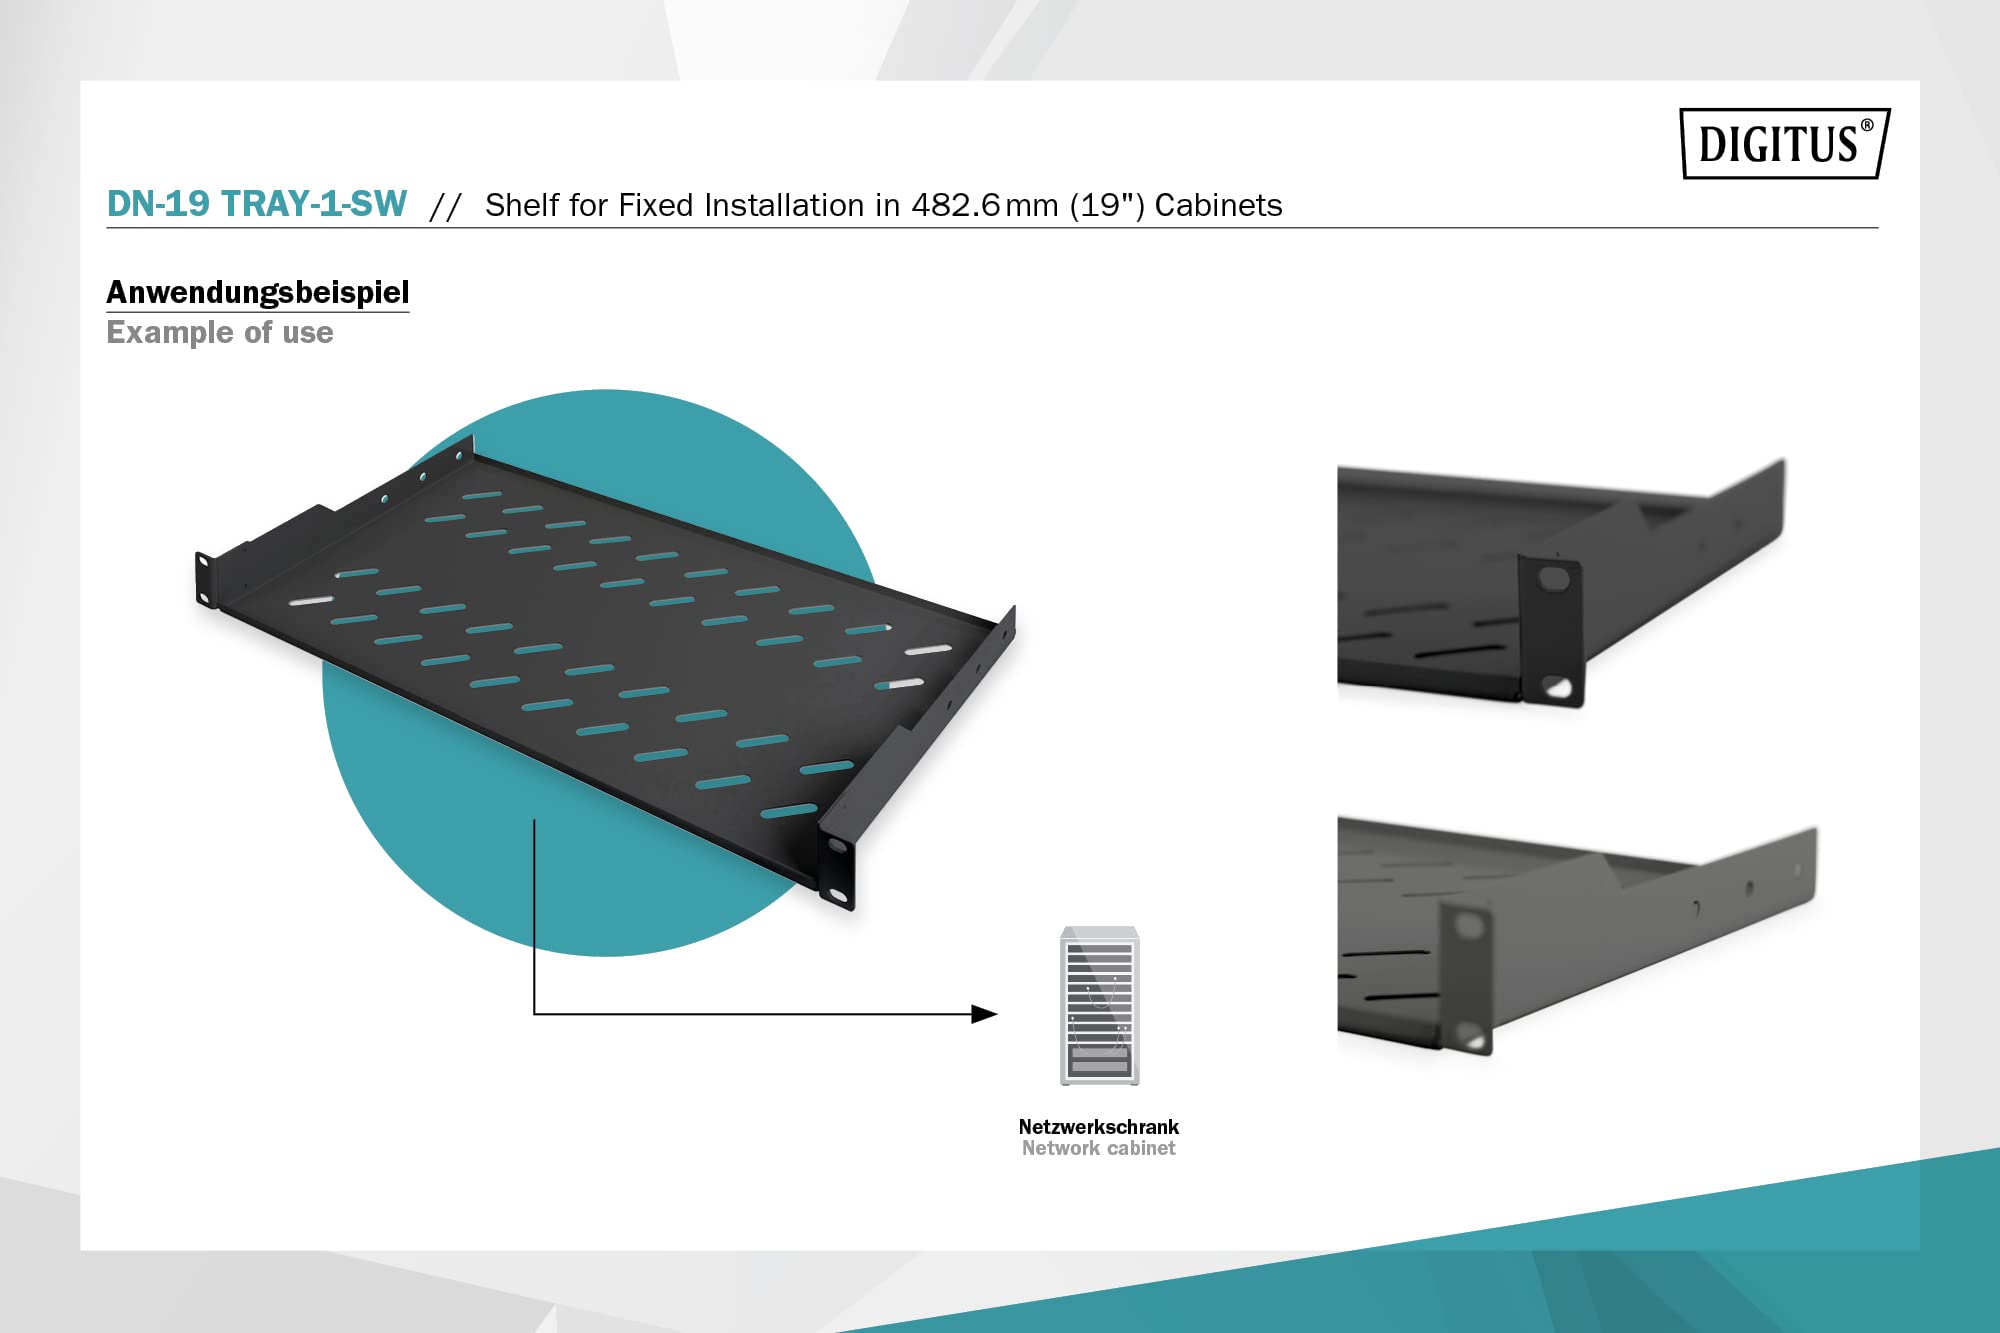 DIGITUS®
DN-19 TRAY-1-SW // Shelf for Fixed Installation in 482.6 mm (19") Cabinets
Anwendungsbeispiel
Example of use
Netzwerkschrank
Network cabinet